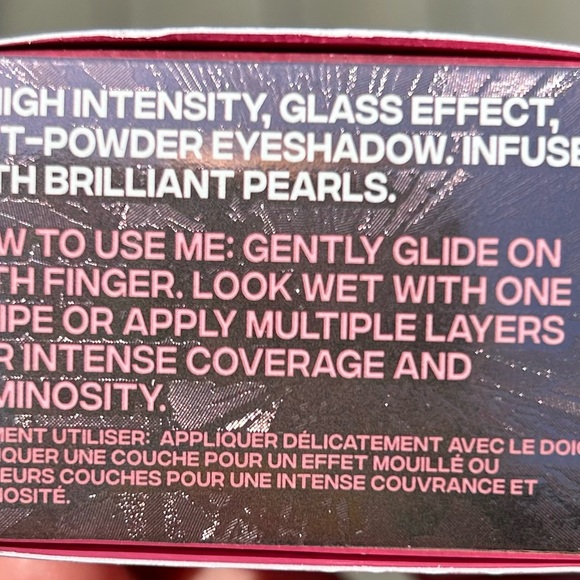 HIGH INTENSITY, GLASS EFFECT,
T-POWDER EYESHADOW. INFUSE
TH BRILLIANT PEARLS.
W TO USE ME: GENTLY GLIDE ON
TH FINGER. LOOK WET WITH ONE
IPE OR APPLY MULTIPLE LAYERS
R INTENSE COVERAGE AND
MINOSITY.
MENT UTILISER: APPLIQUER DÉLICATEMENT AVEC LE DOIG
IQUER UNE COUCHE POUR UN EFFET MOUILLÉ OU
EURS COUCHES POUR UNE INTENSE COUVRANCE ET
NOSITÉ.